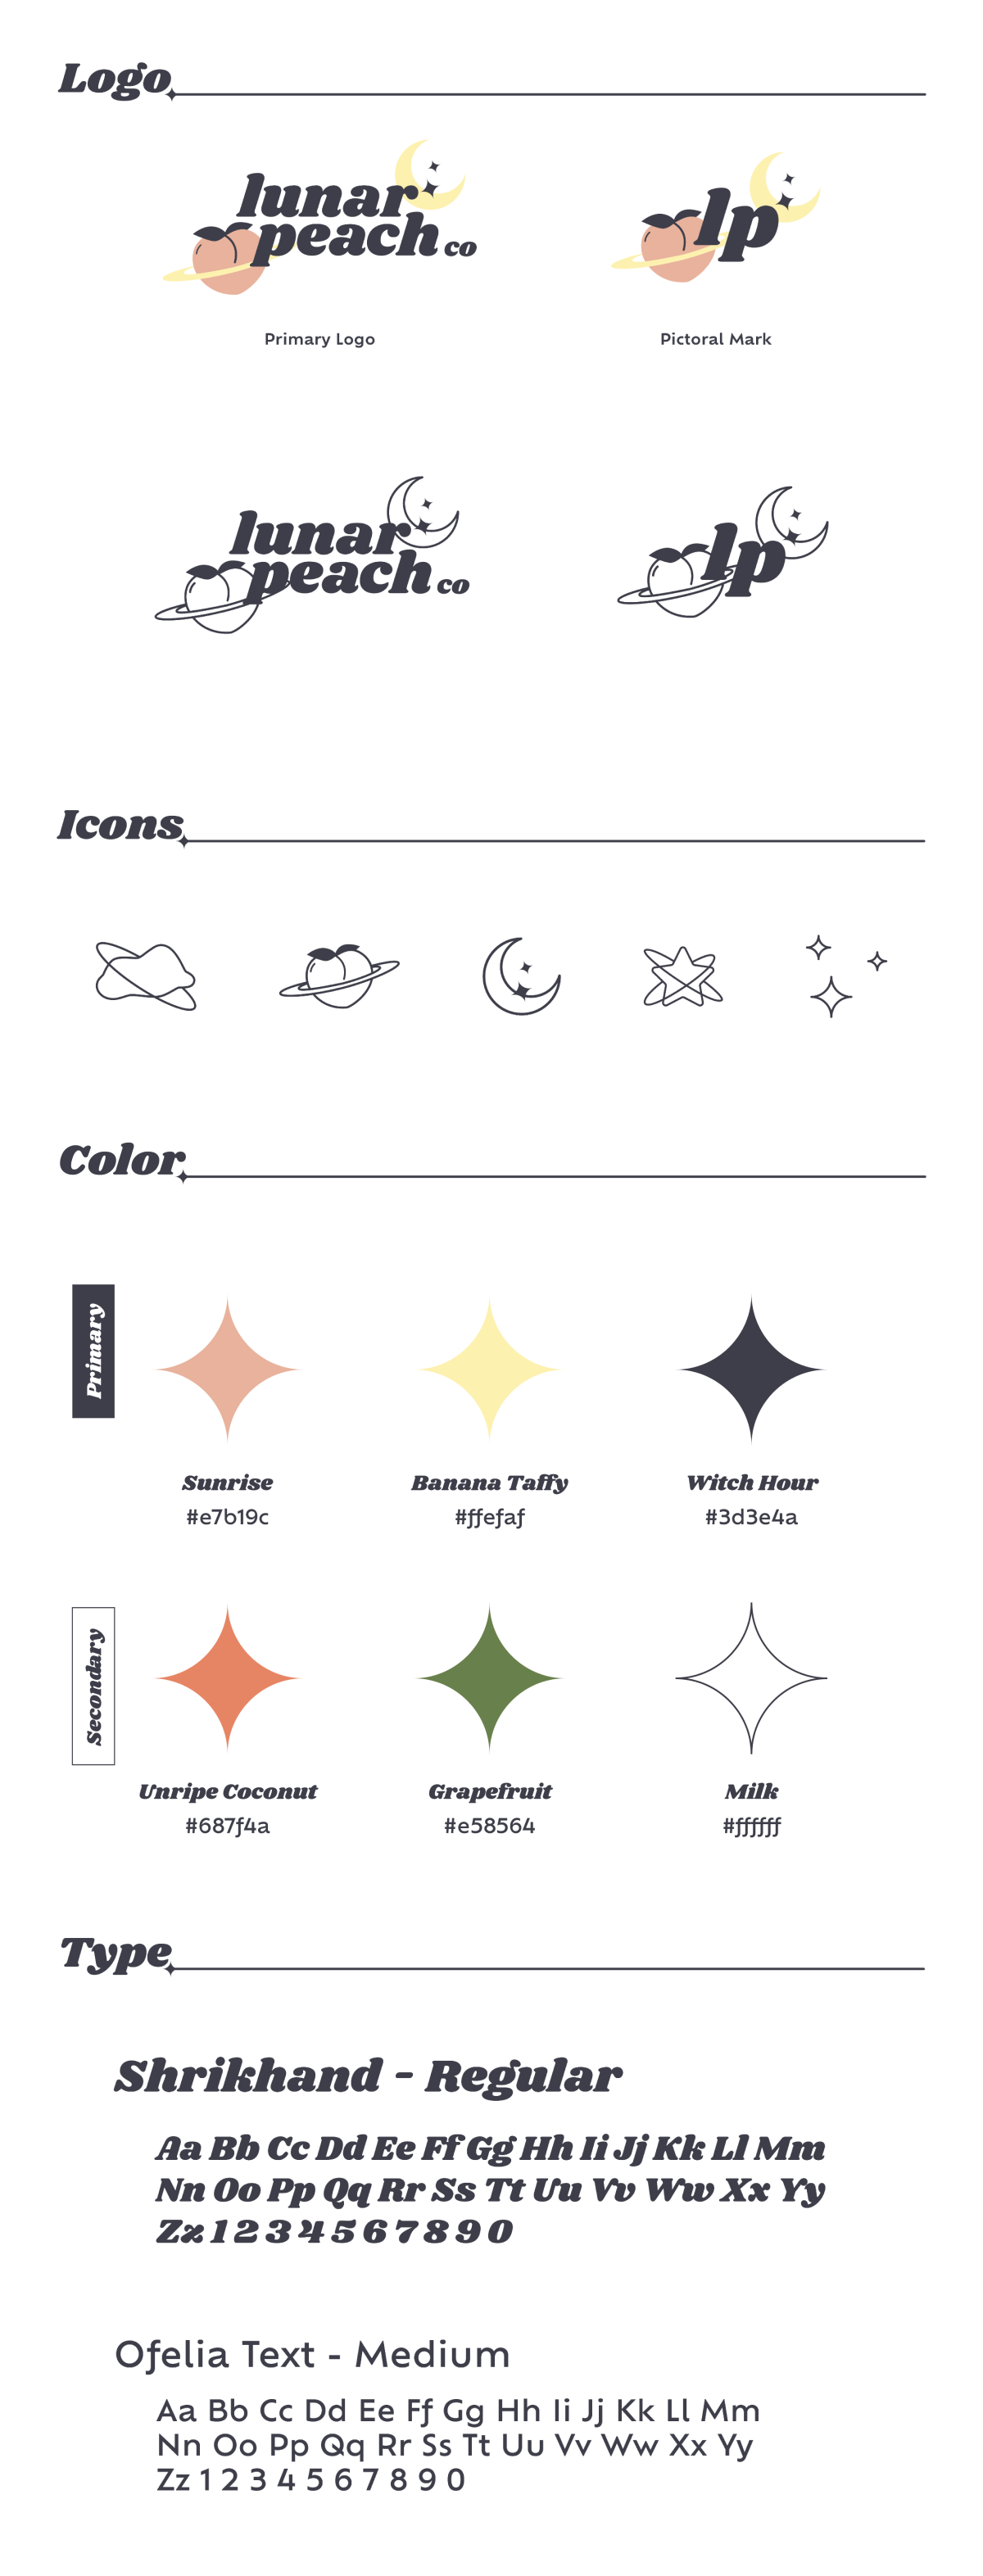 Logo
lunar
peach co
lp
Primary Logo
Pictoral Mark
lunar
peach co
lp
Icons
Color
Primary
Sunrise
#e7b19c
Banana Taffy
#ffefaf
Witch Hour
#3d3e4a
Secondary
Unripe Coconut
#687f4a
Grapefruit
#e58564
Milk
#ffffff
Type
Shrikhand - Regular
Aa Bb Cc Dd Ee Ff Gg Hh Ii Jj Kk Ll Mm
Nn Oo Pp Qq Rr Ss Tt Uu Vv Ww Xx Yy
Zz 1 2 3 4 5 6 7 8 9 0
Ofelia Text - Medium
Aa Bb Cc Dd Ee Ff Gg Hh Ii Jj Kk Ll Mm
Nn Oo Pp Qq Rr Ss Tt Uu Vv Ww Xx Yy
Zz 1 2 3 4 5 6 7 8 9 0